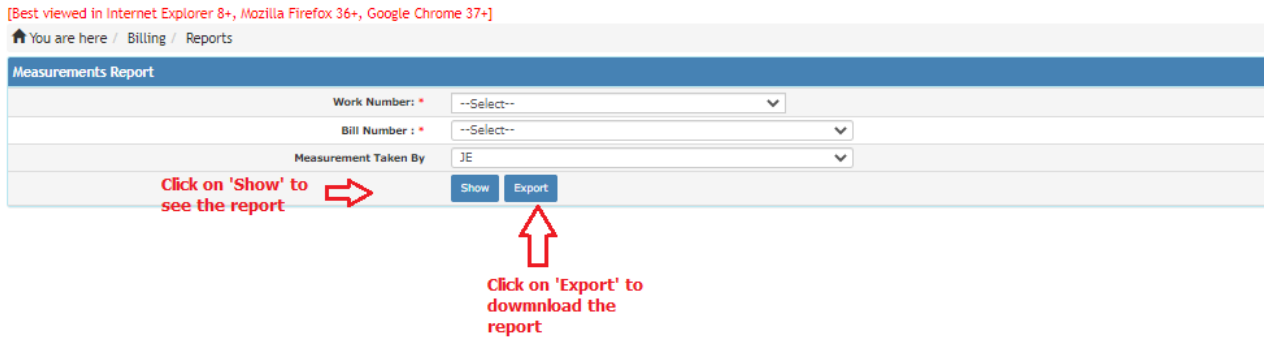 [Best viewed in Internet Explorer 8+, Mozilla Firefox 36+, Google Chrome 37+]
You are here / Billing / Reports
Measurements Report
Work Number: * --Select--
Bill Number : * --Select--
Measurement Taken By JE
Click on 'Show' to
see the report
Show Export
Click on 'Export' to
dowmnload the
report